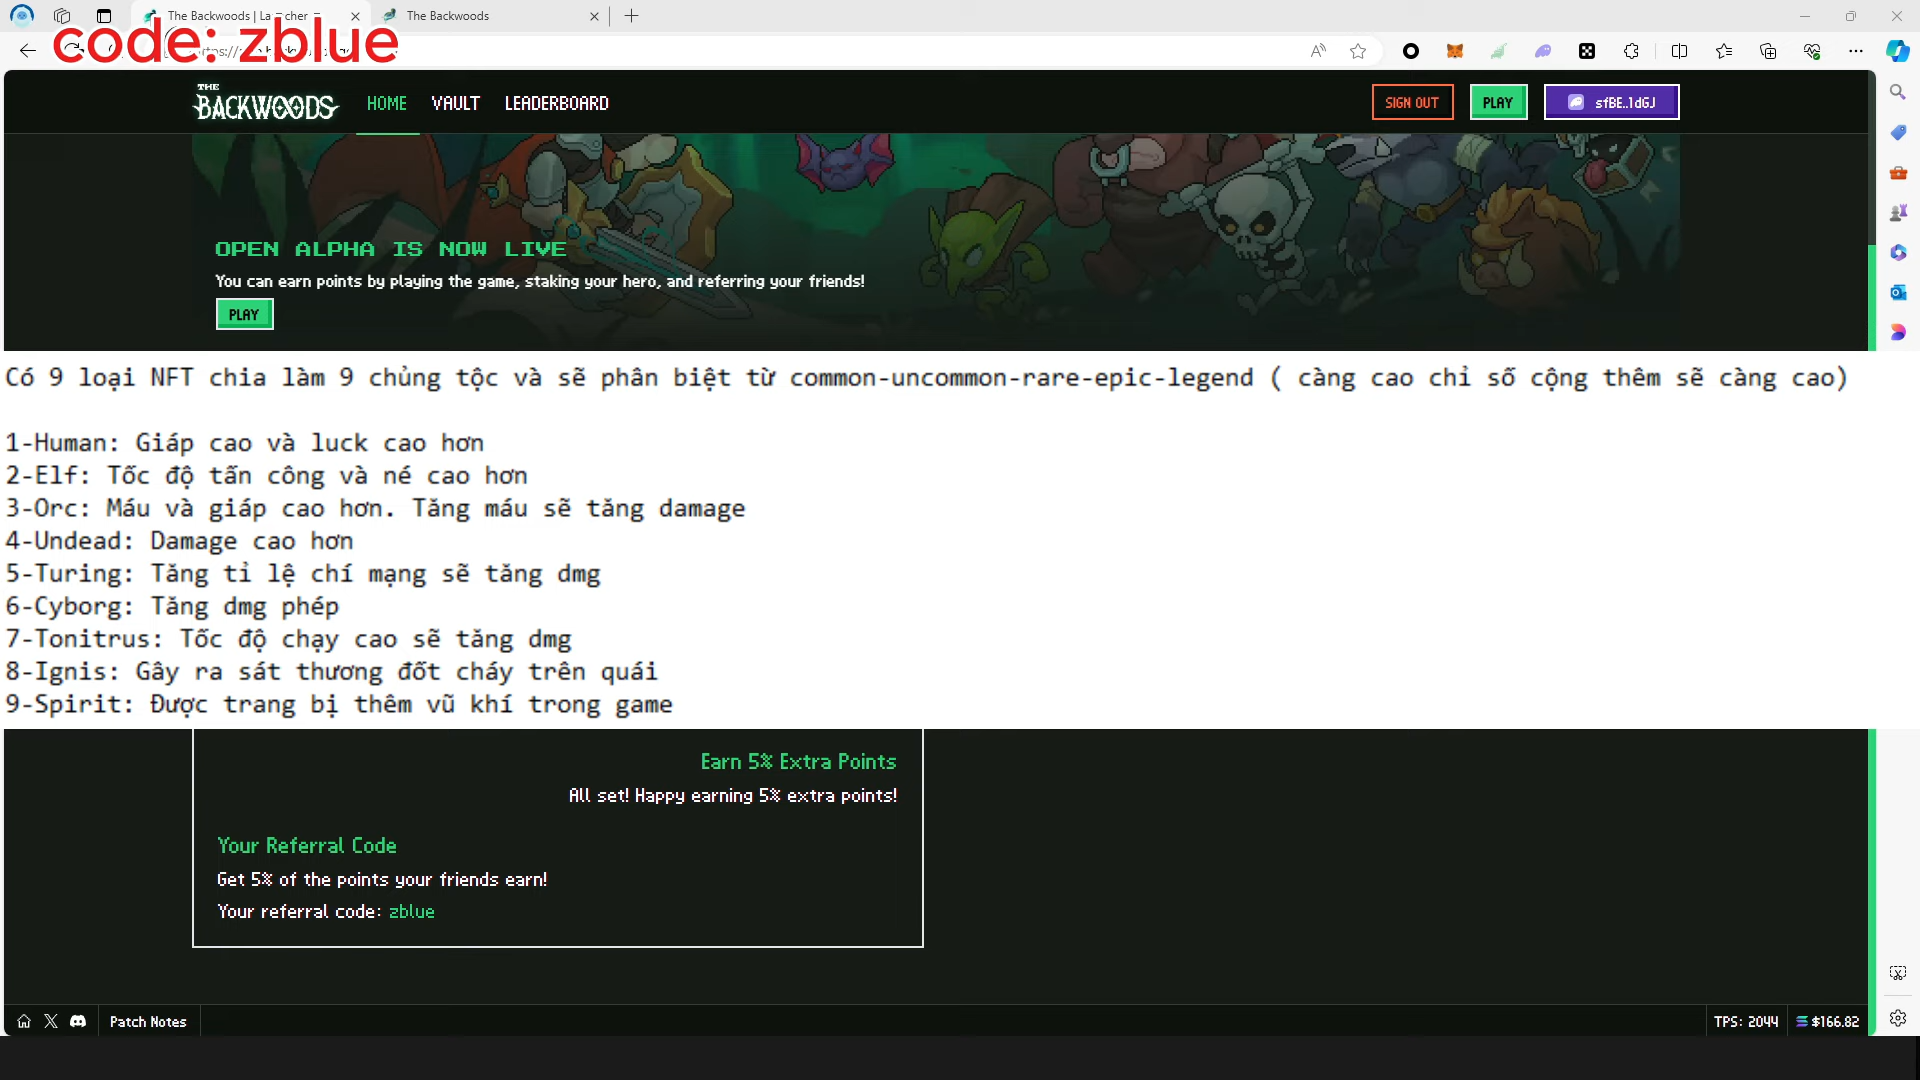 The Backwoods
The Backwoods
code: zblue
THE
BACKWOODS
HOME
VAULT
LEADERBOARD
SIGN OUT
PLAY
sfBE..1dGJ
OPEN ALPHA IS NOW LIVE
You can earn points by playing the game, staking your hero, and referring your friends!
PLAY
Có 9 loại NFT chia làm 9 chủng tộc và sẽ phân biệt từ common-uncommon-rare-epic-legend ( càng cao chỉ số cộng thêm sẽ càng cao)
1-Human: Giáp cao và luck cao hơn
2-Elf: Tốc độ tấn công và né cao hơn
3-Orc: Máu và giáp cao hơn. Tăng máu sẽ tăng damage
4-Undead: Damage cao hơn
5-Turing: Tăng tỉ lệ chí mạng sẽ tăng dmg
6-Cyborg: Tăng dmg phép
7-Tonitrus: Tốc độ chạy cao sẽ tăng dmg
8-Ignis: Gây ra sát thương đốt cháy trên quái
9-Spirit: Được trang bị thêm vũ khí trong game
Earn 5% Extra Points
All set! Happy earning 5% extra points!
Your Referral Code
Get 5% of the points your friends earn!
Your referral code: zblue
Patch Notes
TPS: 2044
$166.82